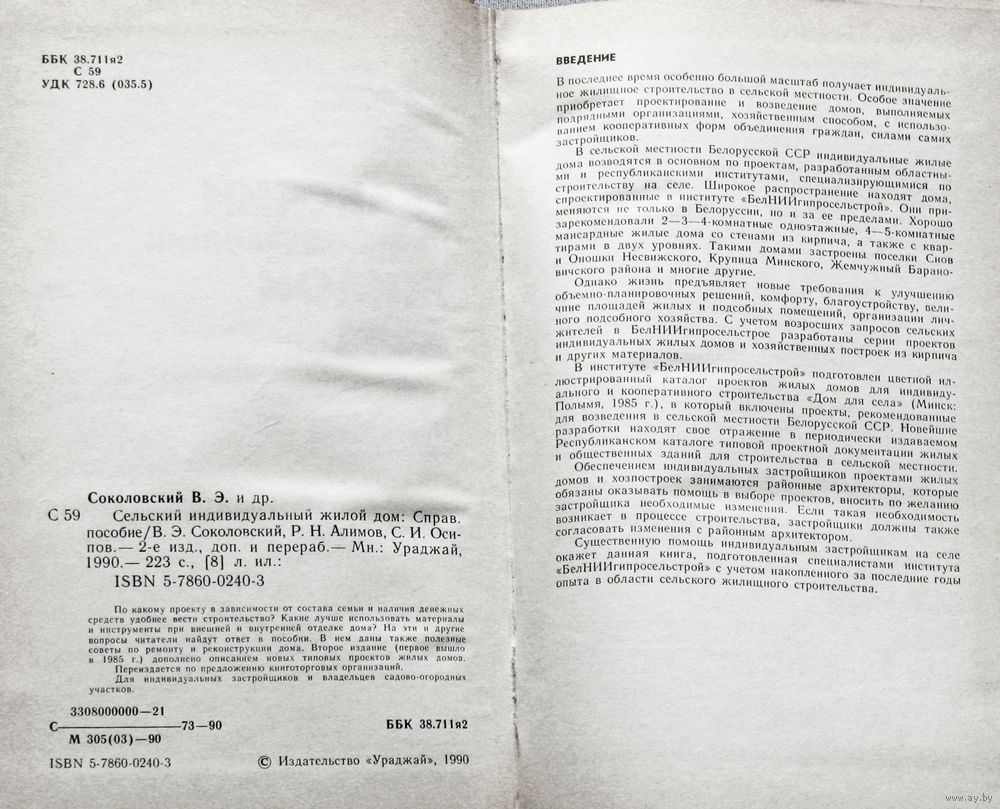 ББК 38.711я2
С 59
УДК 728.6 (035.5)
Соколовский В. Э. и др.
С 59 Сельский индивидуальный жилой дом: Справ.
пособие/В. Э. Соколовский, Р. Н. Алимов, С. И. Оси-
пов.— 2-е изд., доп. и перераб.— Мн.: Ураджай,
1990.— 223 с., [8] л. ил.:
ISBN 5-7860-0240-3
По какому проекту в зависимости от состава семьи и наличия денежных
средств удобнее вести строительство? Какие лучше использовать материалы
и инструменты при внешней и внутренней отделке дома? На эти и другие
вопросы читатели найдут ответ в пособии. В нем даны также полезные
советы по ремонту и реконструкции дома. Второе издание (первое вышло
в 1985 г.) дополнено описанием новых типовых проектов жилых домов.
Переиздается по предложению книготорговых организаций.
Для индивидуальных застройщиков и владельцев садово-огородных
участков.
3308000000—21
С————————73—90
М 305(03)—90
ББК 38.711я2
ISBN 5-7860-0240-3
© Издательство «Ураджай», 1990
ВВЕДЕНИЕ
В последнее время особенно большой масштаб получает индивидуаль-
ное жилищное строительство в сельской местности. Особое значение
приобретает проектирование и возведение домов, выполняемых
подрядными организациями, хозяйственным способом, с использо-
ванием кооперативных форм объединения граждан, силами самих
застройщиков.
В сельской местности Белорусской ССР индивидуальные жилые
дома возводятся в основном по проектам, разработанным областны-
ми и республиканскими институтами, специализирующимися по
строительству на селе. Широкое распространение находят дома,
спроектированные в институте «БелНИИгипросельстрой». Они при-
меняются не только в Белоруссии, но и за ее пределами. Хорошо
зарекомендовали 2—3—4-комнатные одноэтажные, 4—5-комнатные
мансардные жилые дома со стенами из кирпича, а также с квар-
тирами в двух уровнях. Такими домами застроены поселки Снов
и Оношки Несвижского, Крупица Минского, Жемчужный Барано-
вичского района и многие другие.
Однако жизнь предъявляет новые требования к улучшению
объемно-планировочных решений, комфорту, благоустройству, вели-
чине площадей жилых и подсобных помещений, организации лич-
ного подсобного хозяйства. С учетом возросших запросов сельских
жителей в БелНИИгипросельстрое разработаны серии проектов
индивидуальных жилых домов и хозяйственных построек из кирпича
и других материалов.
В институте «БелНИИгипросельстрой» подготовлен цветной ил-
люстрированный каталог проектов жилых домов для индивиду-
ального и кооперативного строительства «Дом для села» (Минск:
Полымя, 1985 г.), в который включены проекты, рекомендованные
для возведения в сельской местности Белорусской ССР. Новейшие
разработки находят свое отражение в периодически издаваемом
Республиканском каталоге типовой проектной документации жилых
и общественных зданий для строительства в сельской местности.
Обеспечением индивидуальных застройщиков проектами жилых
домов и хозпостроек занимаются районные архитекторы, которые
обязаны оказывать помощь в выборе проектов, вносить по желанию
застройщика необходимые изменения. Если такая необходимость
возникает в процессе строительства, застройщики должны также
согласовать изменения с районным архитектором.
Существенную помощь индивидуальным застройщикам на селе
окажет данная книга, подготовленная специалистами института
«БелНИИгипросельстрой» с учетом накопленного за последние годы
опыта в области сельского жилищного строительства.
www.ay.by